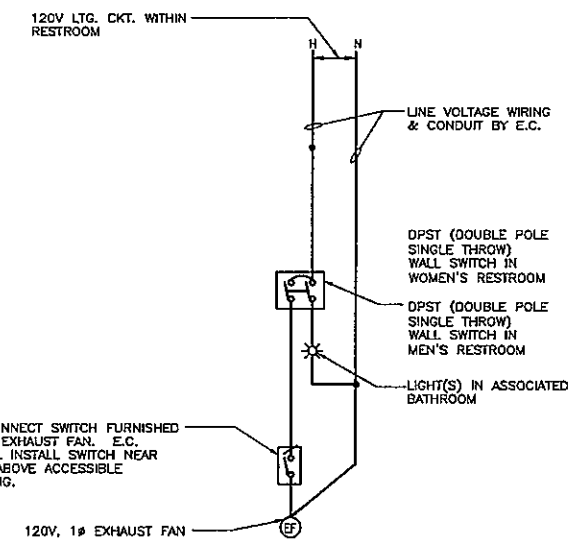 120V LTG. CKT. WITHIN
RESTROOM
H N
LINE VOLTAGE WIRING
& CONDUIT BY E.C.
DPST (DOUBLE POLE
SINGLE THROW)
WALL SWITCH IN
WOMEN'S RESTROOM
DPST (DOUBLE POLE
SINGLE THROW)
WALL SWITCH IN
MEN'S RESTROOM
LIGHT(S) IN ASSOCIATED
BATHROOM
NNECT SWITCH FURNISHED
EXHAUST FAN. E.C.
INSTALL SWITCH NEAR
ABOVE ACCESSIBLE
NG.
120V, 1ø EXHAUST FAN
EF